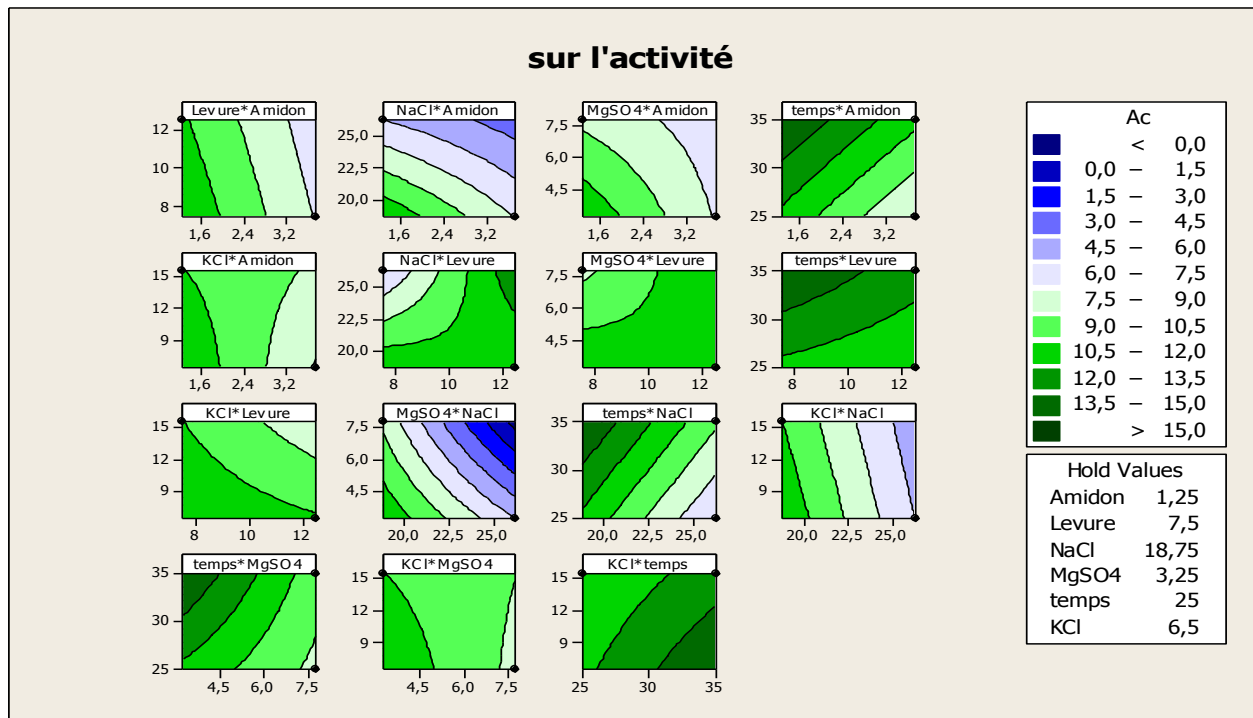 sur l'activité
Levure*Amidon
12
10
8
1,6 2,4 3,2
NaCl*Amidon
25,0
22,5
20,0
1,6 2,4 3,2
MgSO4*Amidon
7,5
6,0
4,5
1,6 2,4 3,2
temps*Amidon
35
30
25
1,6 2,4 3,2
KCl*Amidon
15
12
9
1,6 2,4 3,2
NaCl*Levure
25,0
22,5
20,0
8 10 12
MgSO4*Levure
7,5
6,0
4,5
8 10 12
temps*Levure
35
30
25
8 10 12
KCl*Levure
15
12
9
8 10 12
MgSO4*NaCl
7,5
6,0
4,5
20,0 22,5 25,0
temps*NaCl
35
30
25
20,0 22,5 25,0
KCl*NaCl
15
12
9
20,0 22,5 25,0
temps*MgSO4
35
30
25
4,5 6,0 7,5
KCl*MgSO4
15
12
9
4,5 6,0 7,5
KCl*temps
15
12
9
25 30 35
Ac
< 0,0
0,0 – 1,5
1,5 – 3,0
3,0 – 4,5
4,5 – 6,0
6,0 – 7,5
7,5 – 9,0
9,0 – 10,5
10,5 – 12,0
12,0 – 13,5
13,5 – 15,0
> 15,0
Hold Values
Amidon 1,25
Levure 7,5
NaCl 18,75
MgSO4 3,25
temps 25
KCl 6,5